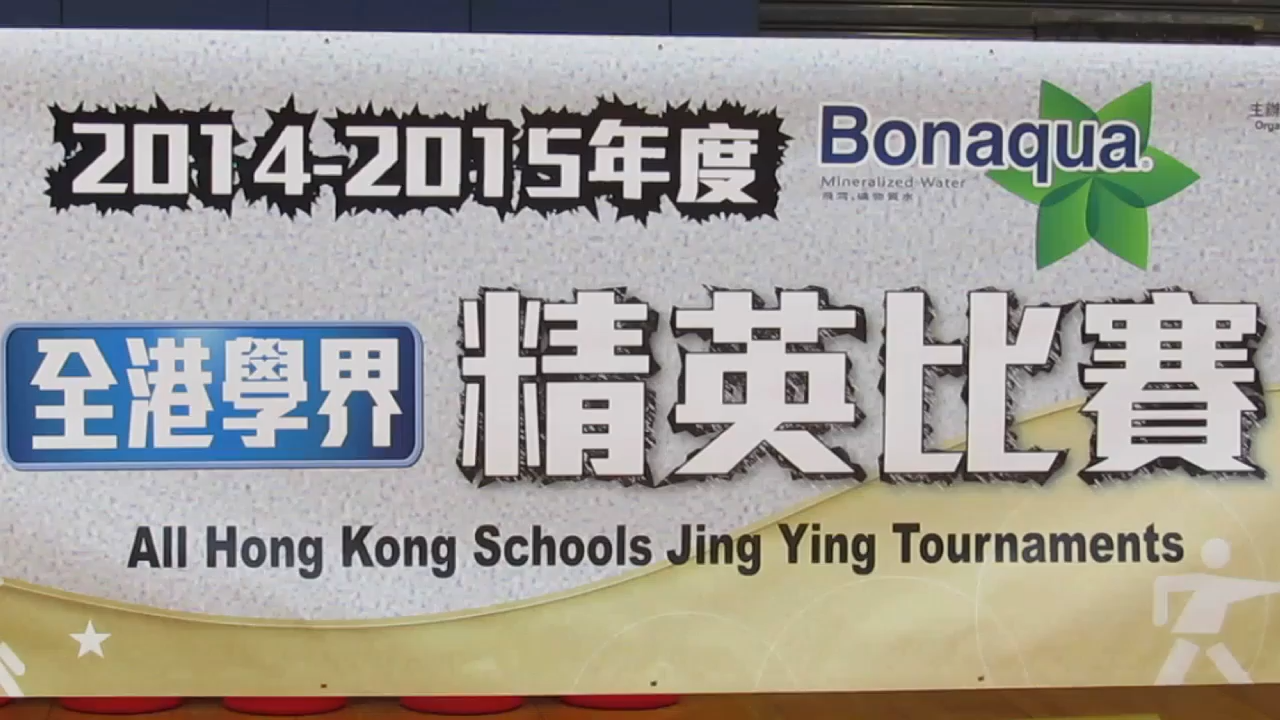 2014-2015年度
Bonaqua
Mineralized Water
全港學界
精英比賽
All Hong Kong Schools Jing Ying Tournaments